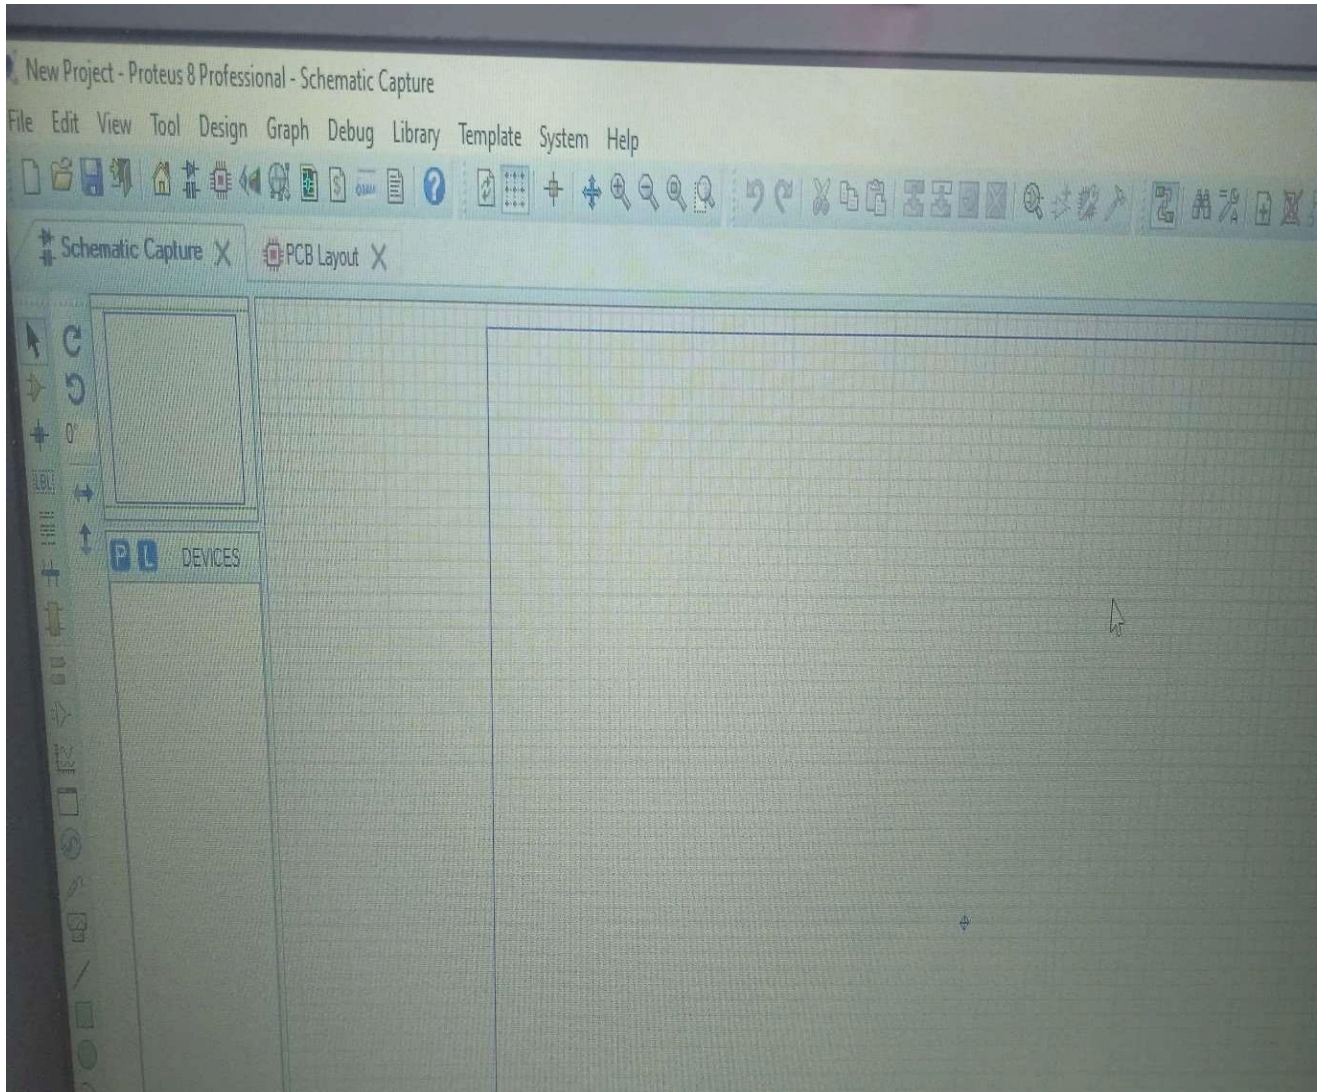 New Project - Proteus 8 Professional - Schematic Capture
File Edit View Tool Design Graph Debug Library Template System Help
Schematic Capture X PCB Layout X
0°
LBL
P L DEVICES